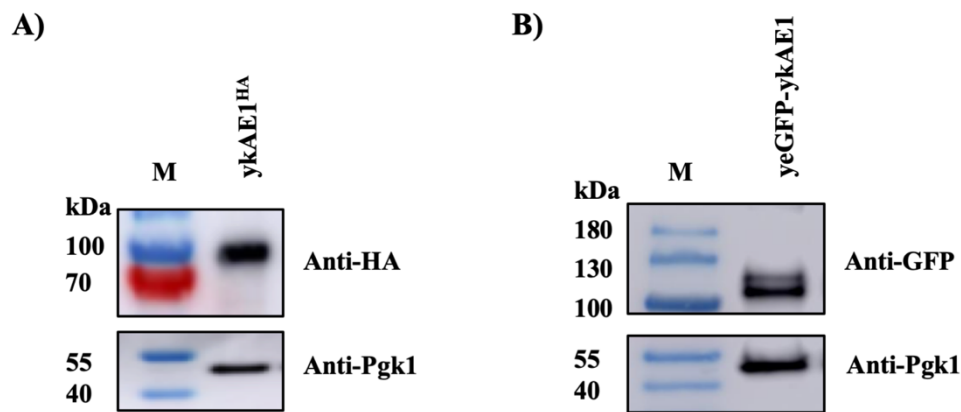 A)
ykAE1ᴴᴬ
M
kDa
100
70
Anti-HA
55
40
Anti-Pgk1
B)
yeGFP-ykAE1
M
kDa
180
130
100
Anti-GFP
55
40
Anti-Pgk1